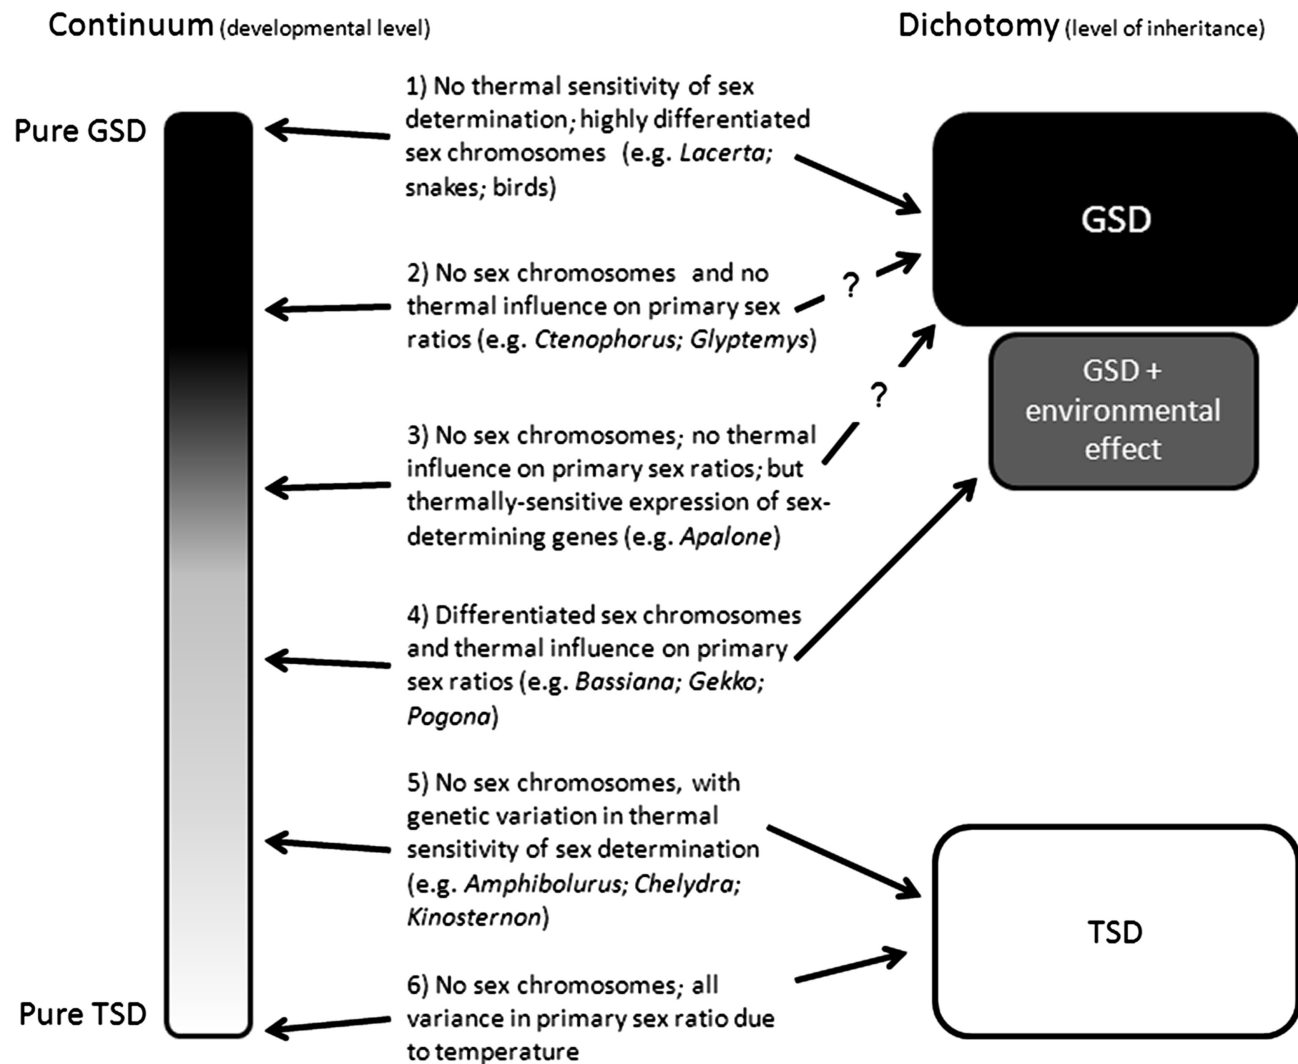 Continuum (developmental level)
Dichotomy (level of inheritance)
Pure GSD
1) No thermal sensitivity of sex
determination; highly differentiated
sex chromosomes (e.g. Lacerta;
snakes; birds)
GSD
2) No sex chromosomes and no
thermal influence on primary sex
ratios (e.g. Ctenophorus; Glyptemys)
?
GSD +
environmental
effect
?
3) No sex chromosomes; no thermal
influence on primary sex ratios; but
thermally-sensitive expression of sex-
determining genes (e.g. Apalone)
4) Differentiated sex chromosomes
and thermal influence on primary
sex ratios (e.g. Bassiana; Gekko;
Pogona)
5) No sex chromosomes, with
genetic variation in thermal
sensitivity of sex determination
(e.g. Amphibolurus; Chelydra;
Kinosternon)
TSD
Pure TSD
6) No sex chromosomes; all
variance in primary sex ratio due
to temperature